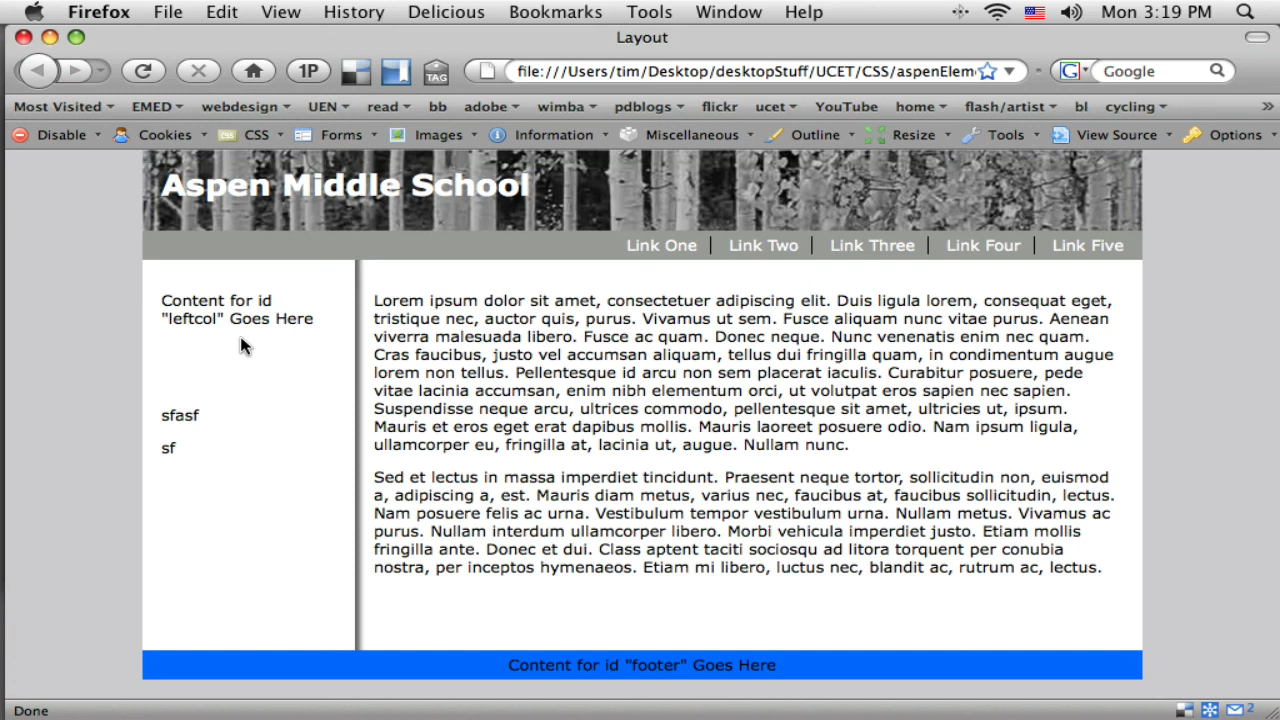 Firefox File Edit View History Delicious Bookmarks Tools Window Help Mon 3:19 PM
Layout
1P TAG file:///Users/tim/Desktop/desktopStuff/UCET/CSS/aspenElem G Google
Most Visited EMED webdesign UEN read bb adobe wimba pdblogs flickr ucet YouTube home flash/artist bl cycling »
Disable Cookies CSS Forms Images Information Miscellaneous Outline Resize Tools View Source Options
Aspen Middle School
Link One Link Two Link Three Link Four Link Five
Content for id
"leftcol" Goes Here
sfasf
sf
Lorem ipsum dolor sit amet, consectetuer adipiscing elit. Duis ligula lorem, consequat eget,
tristique nec, auctor quis, purus. Vivamus ut sem. Fusce aliquam nunc vitae purus. Aenean
viverra malesuada libero. Fusce ac quam. Donec neque. Nunc venenatis enim nec quam.
Cras faucibus, justo vel accumsan aliquam, tellus dui fringilla quam, in condimentum augue
lorem non tellus. Pellentesque id arcu non sem placerat iaculis. Curabitur posuere, pede
vitae lacinia accumsan, enim nibh elementum orci, ut volutpat eros sapien nec sapien.
Suspendisse neque arcu, ultrices commodo, pellentesque sit amet, ultricies ut, ipsum.
Mauris et eros eget erat dapibus mollis. Mauris laoreet posuere odio. Nam ipsum ligula,
ullamcorper eu, fringilla at, lacinia ut, augue. Nullam nunc.
Sed et lectus in massa imperdiet tincidunt. Praesent neque tortor, sollicitudin non, euismod
a, adipiscing a, est. Mauris diam metus, varius nec, faucibus at, faucibus sollicitudin, lectus.
Nam posuere felis ac urna. Vestibulum tempor vestibulum urna. Nullam metus. Vivamus ac
purus. Nullam interdum ullamcorper libero. Morbi vehicula imperdiet justo. Etiam mollis
fringilla ante. Donec et dui. Class aptent taciti sociosqu ad litora torquent per conubia
nostra, per inceptos hymenaeos. Etiam mi libero, luctus nec, blandit ac, rutrum ac, lectus.
Content for id "footer" Goes Here
Done 2